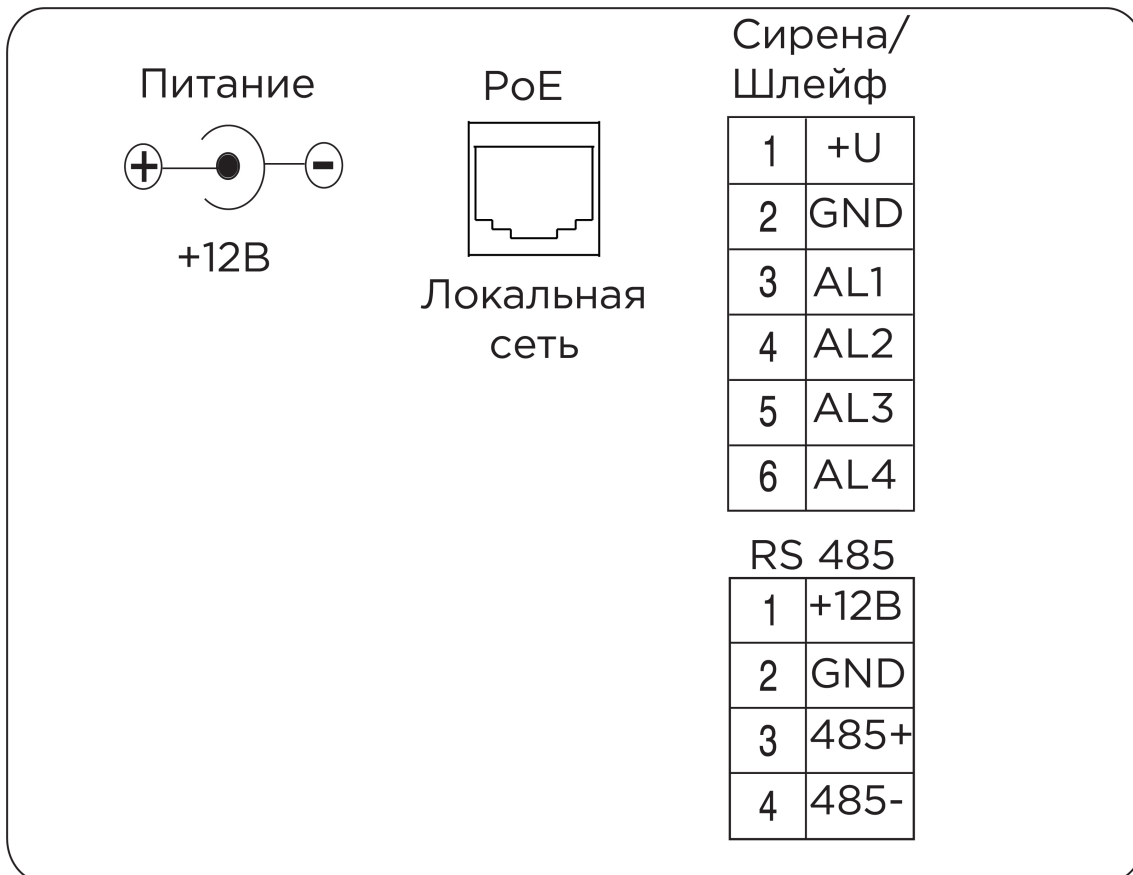 Питание
+
-
+12В
PoE
Локальная
сеть
Сирена/
Шлейф
1 +U
2 GND
3 AL1
4 AL2
5 AL3
6 AL4
RS 485
1 +12В
2 GND
3 485+
4 485-